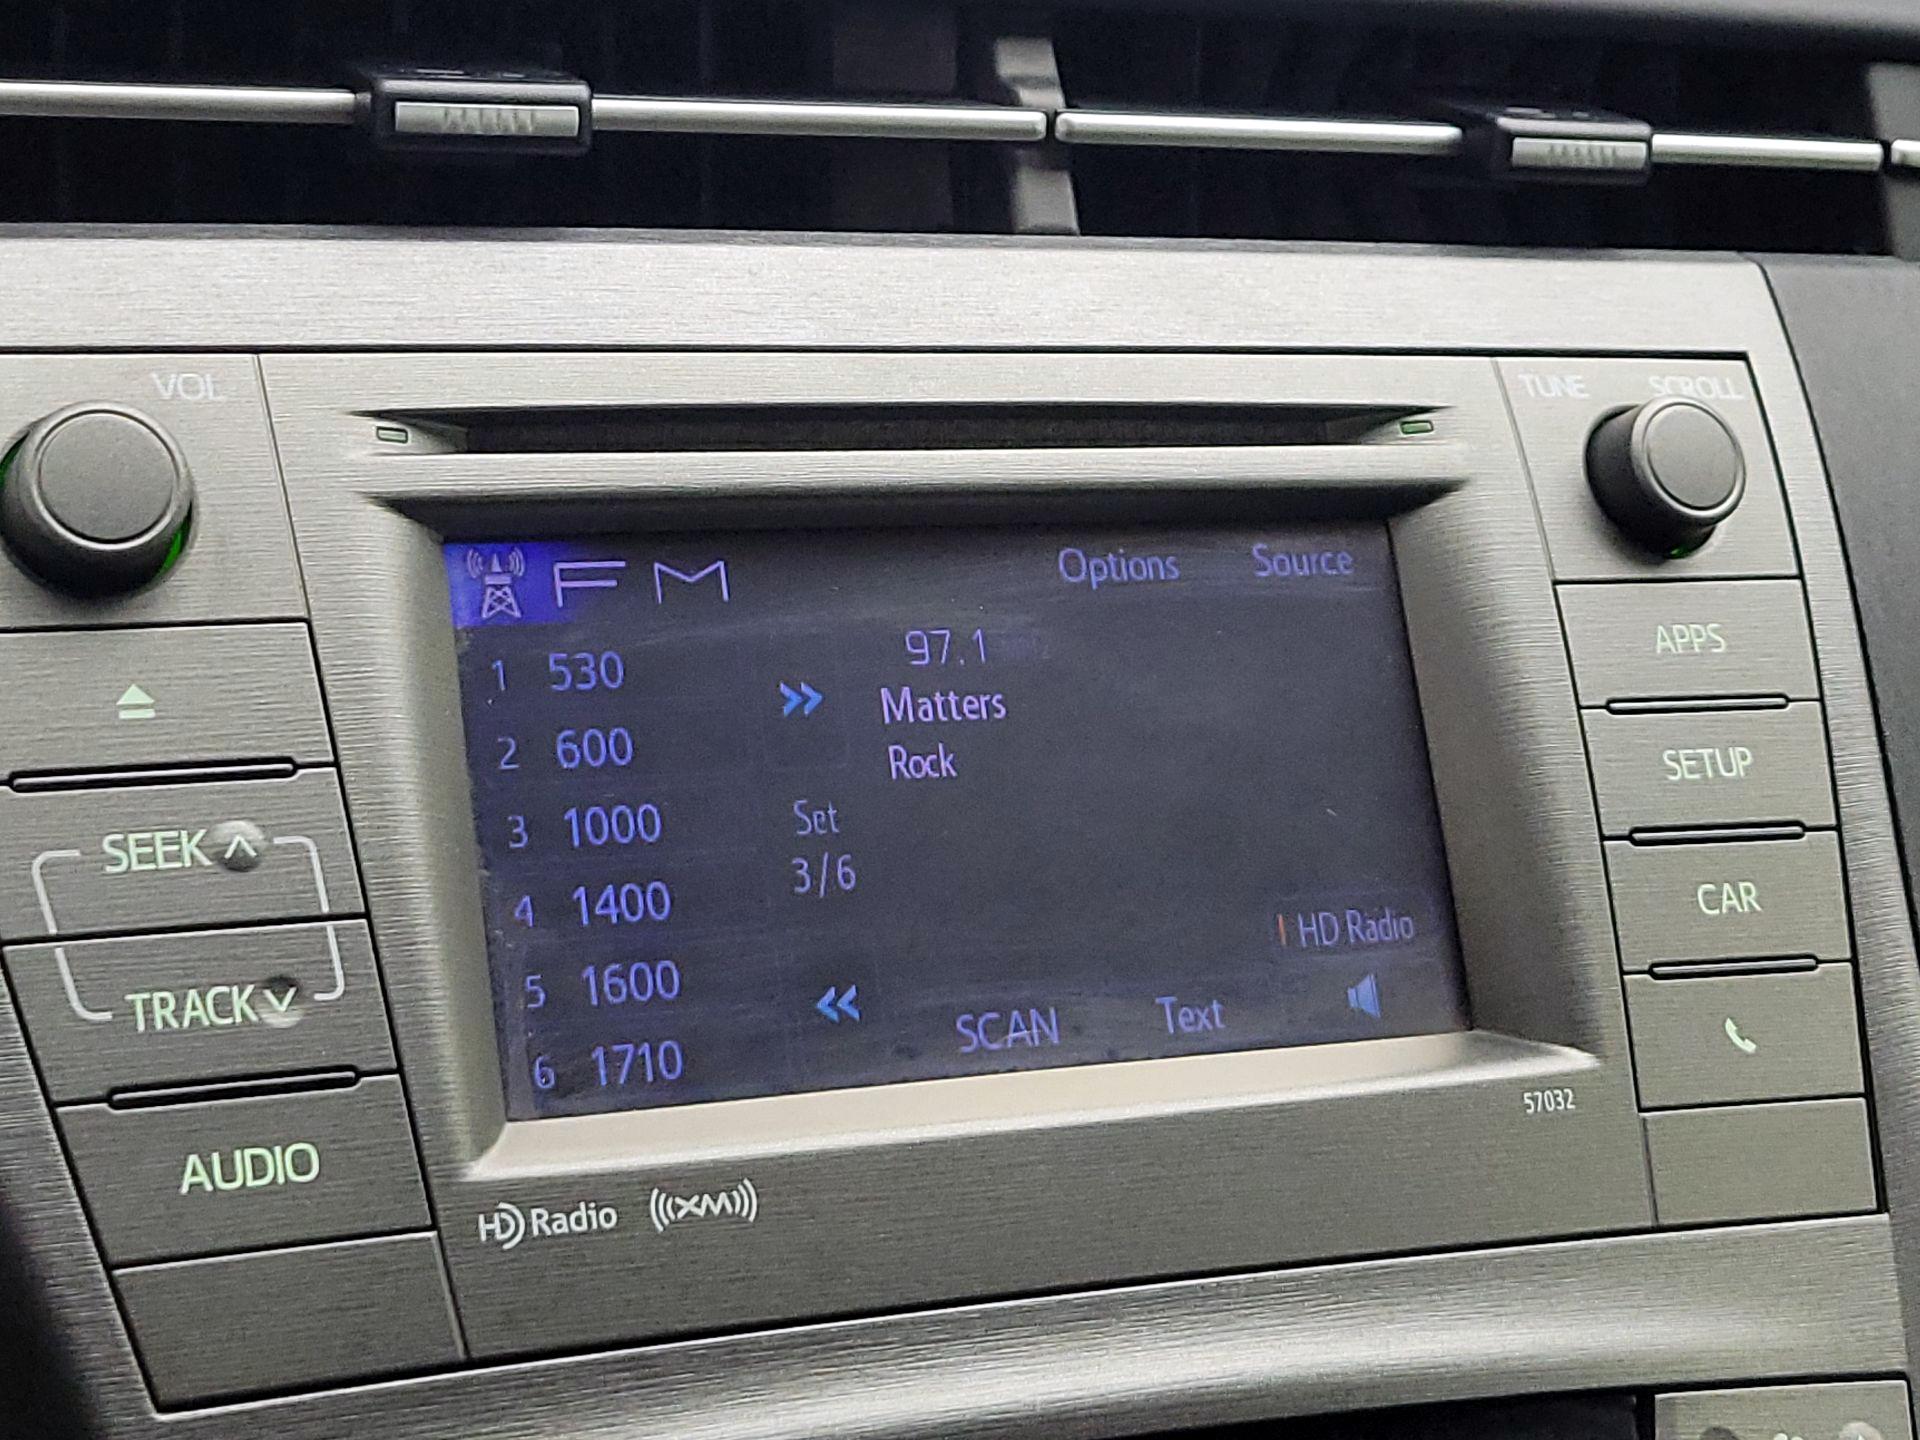 VOL
TUNE SCROLL
FM Options Source
1 530
2 600
3 1000
4 1400
5 1600
6 1710
97.1
Matters
Rock
Set
3/6
HD Radio
SCAN Text
SEEK
TRACK
AUDIO
APPS
SETUP
CAR
57032
HD Radio
((XM))